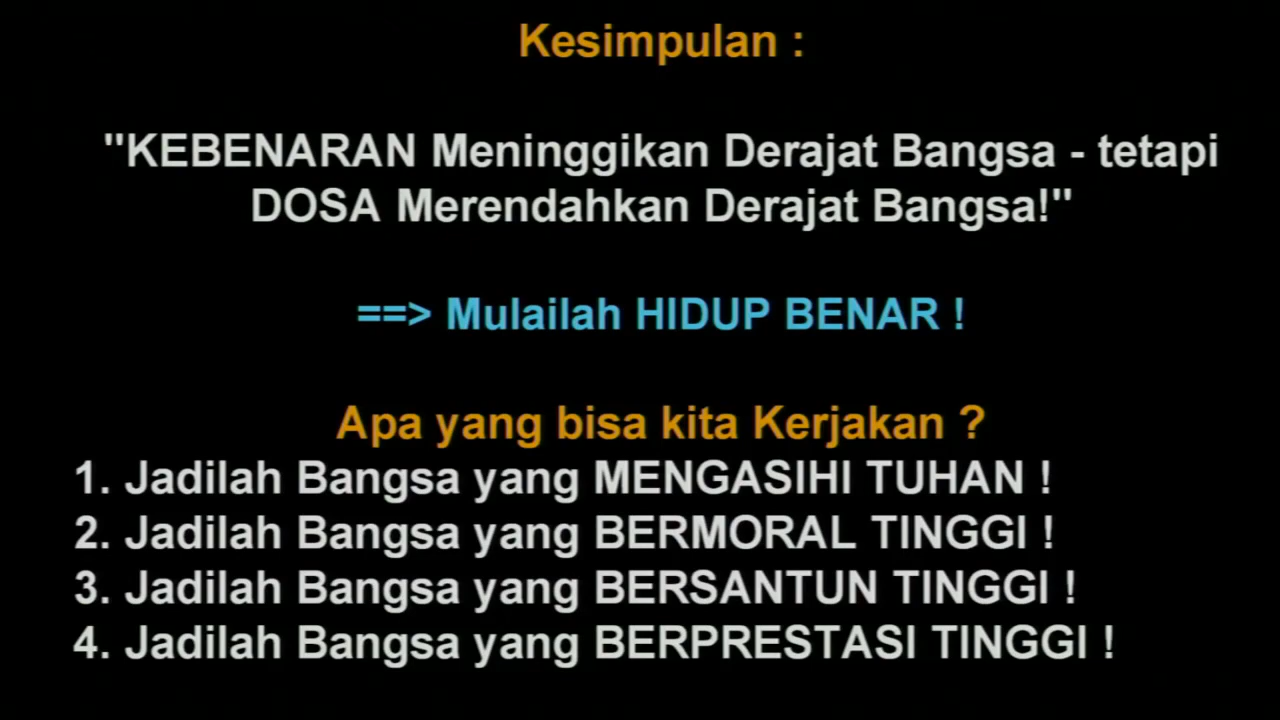 Kesimpulan :
"KEBENARAN Meninggikan Derajat Bangsa - tetapi
DOSA Merendahkan Derajat Bangsa!"
==> Mulailah HIDUP BENAR !
Apa yang bisa kita Kerjakan ?
1. Jadilah Bangsa yang MENGASIHI TUHAN !
2. Jadilah Bangsa yang BERMORAL TINGGI !
3. Jadilah Bangsa yang BERSANTUN TINGGI !
4. Jadilah Bangsa yang BERPRESTASI TINGGI !